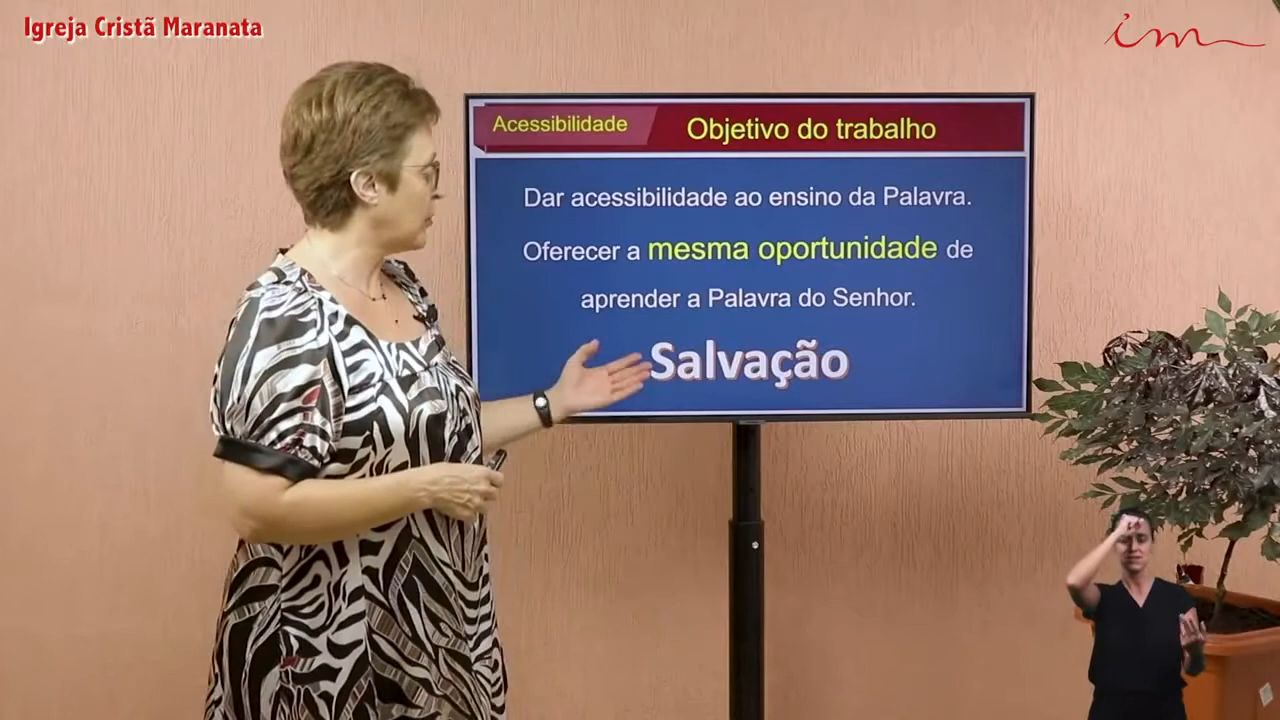 Igreja Cristã Maranata
im
Acessibilidade
Objetivo do trabalho
Dar acessibilidade ao ensino da Palavra.
Oferecer a mesma oportunidade de
aprender a Palavra do Senhor.
Salvação